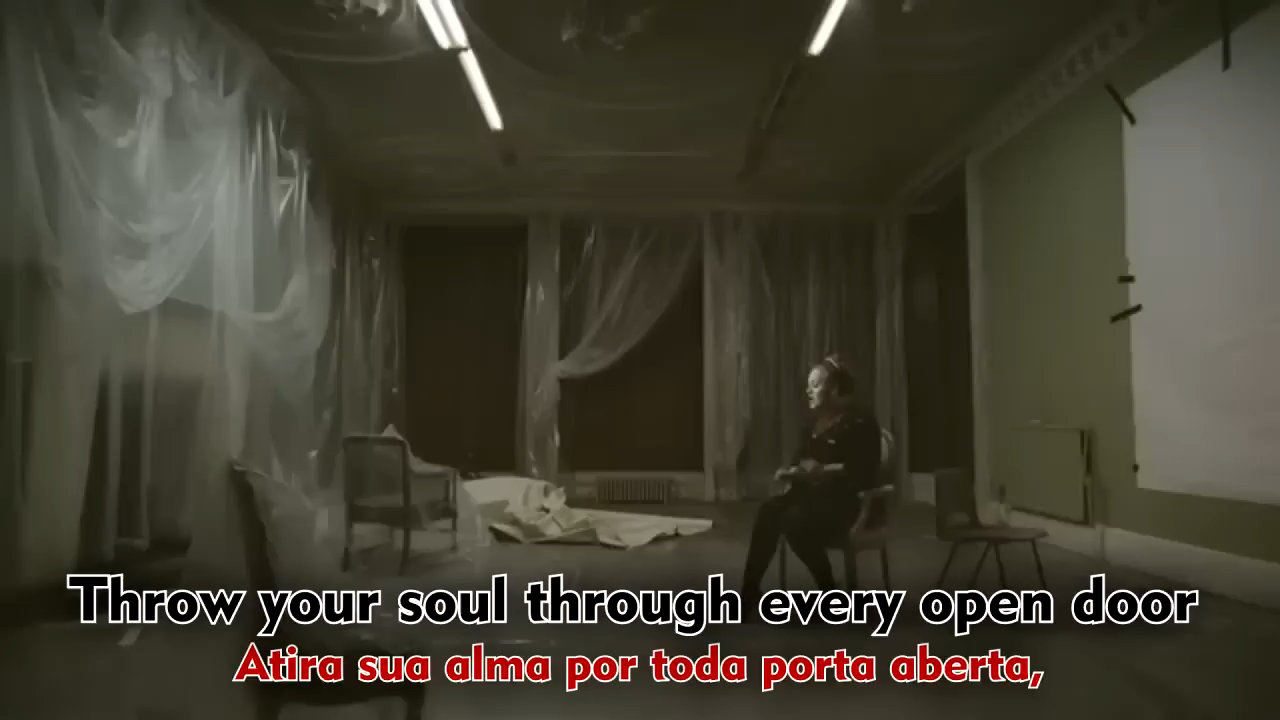 Throw your soul through every open door
Atira sua alma por toda porta aberta,